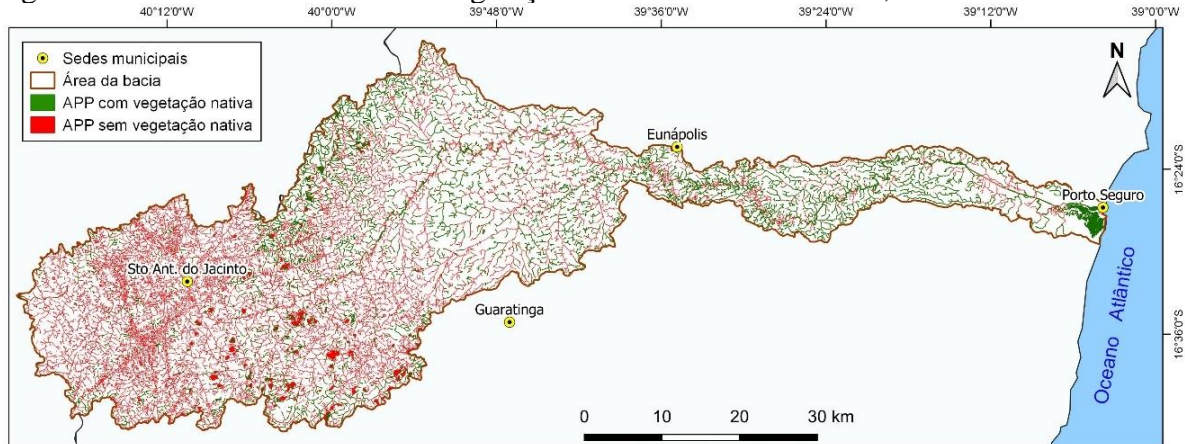 40°12'0"W 40°0'0"W 39°48'0"W 39°36'0"W 39°24'0"W 39°12'0"W 39°0'0"W
Sedes municipais
Área da bacia
APP com vegetação nativa
APP sem vegetação nativa
N
Eunápolis
16°24'0"S
Porto Seguro
Sto Ant. do Jacinto
Guaratinga
16°36'0"S
Oceano Atlântico
0 10 20 30 km